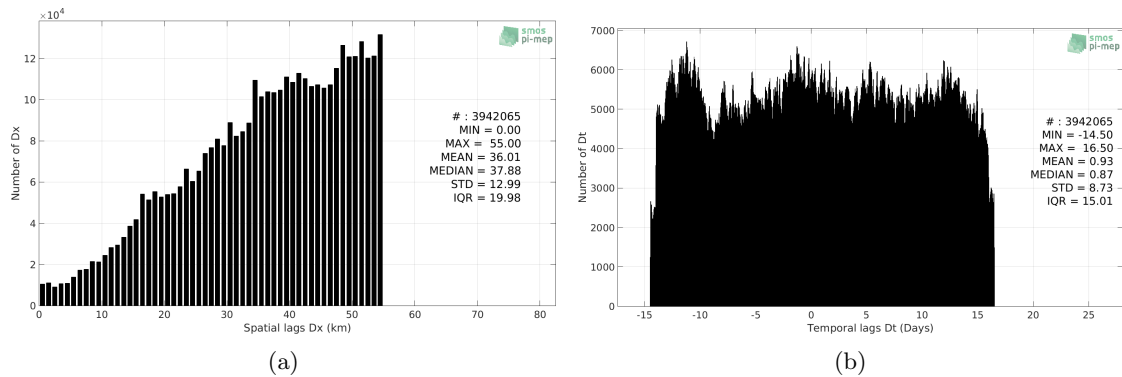 ×10⁴
12
10
8
6
4
2
0
0 10 20 30 40 50 60 70 80
Number of Dx
Spatial lags Dx (km)
smos
pi-mep
# : 3942065
MIN = 0.00
MAX = 55.00
MEAN = 36.01
MEDIAN = 37.88
STD = 12.99
IQR = 19.98
(a)
7000
6000
5000
4000
3000
2000
1000
0
-15 -10 -5 0 5 10 15 20 25
Number of Dt
Temporal lags Dt (Days)
smos
pi-mep
# : 3942065
MIN = -14.50
MAX = 16.50
MEAN = 0.93
MEDIAN = 0.87
STD = 8.73
IQR = 15.01
(b)